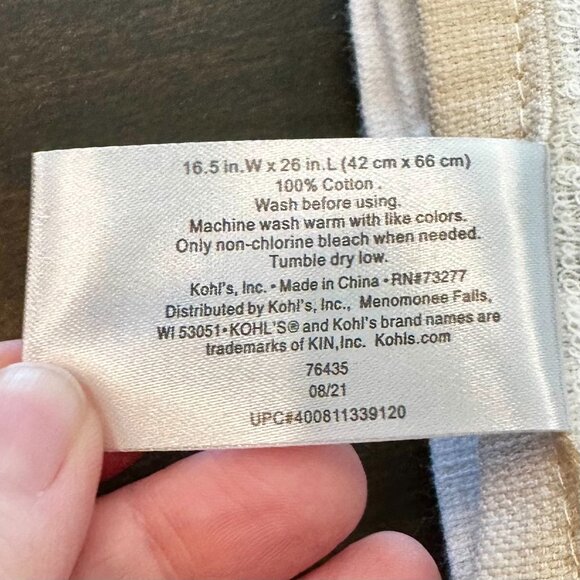 16.5 in.W x 26 in.L (42 cm x 66 cm)
100% Cotton .
Wash before using.
Machine wash warm with like colors.
Only non-chlorine bleach when needed.
Tumble dry low.
Kohl's, Inc. • Made in China • RN#73277
Distributed by Kohl's, Inc., Menomonee Falls,
WI 53051 • KOHL'S® and Kohl's brand names are
trademarks of KIN,Inc. Kohls.com
76435
08/21
UPC#400811339120